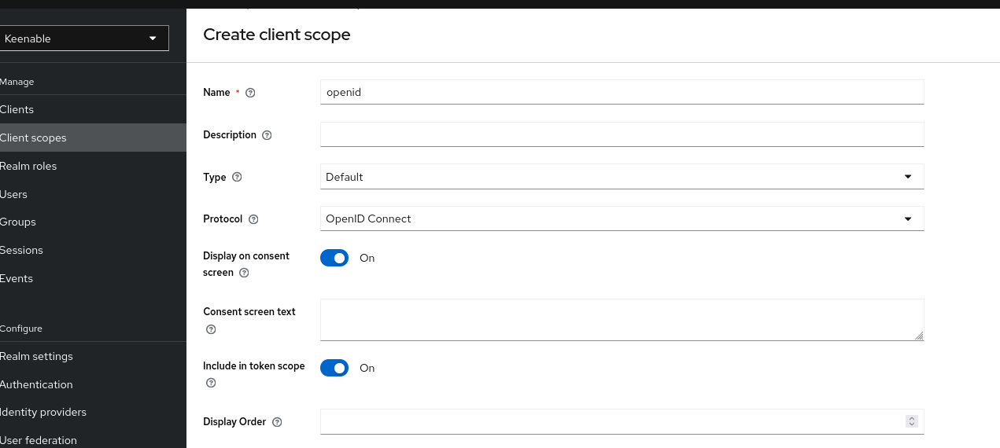 Keenable
Manage
Clients
Client scopes
Realm roles
Users
Groups
Sessions
Events
Configure
Realm settings
Authentication
Identity providers
User federation
Create client scope
Name * 
openid
Description
Type
Default
Protocol
OpenID Connect
Display on consent
screen
On
Consent screen text
Include in token scope
On
Display Order